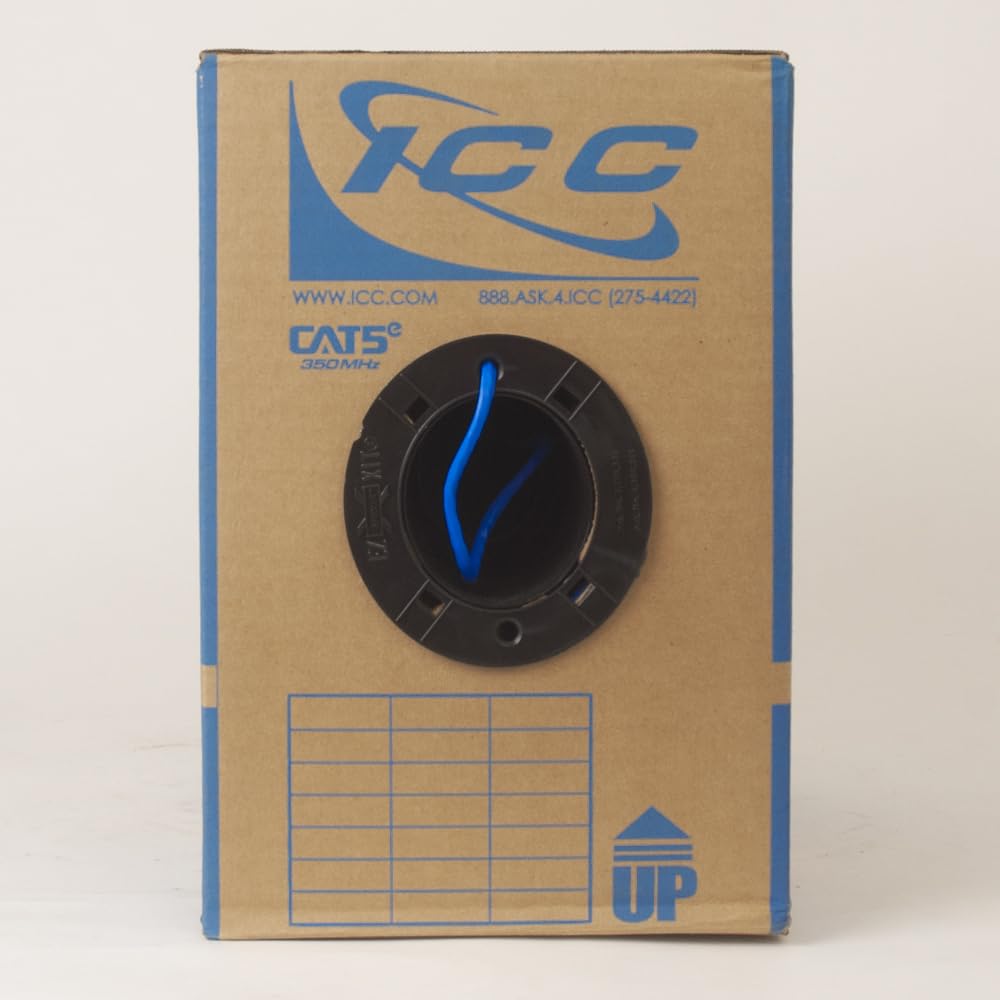 ICC
WWW.ICC.COM 888.ASK.4.ICC (275-4422)
CAT5e
350MHz
UP